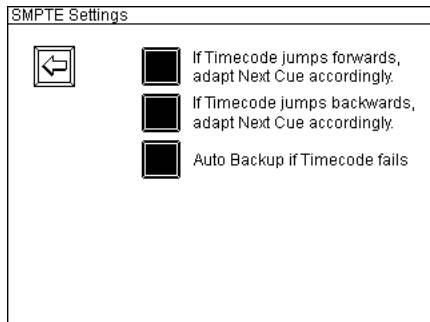 SMPTE Settings
If Timecode jumps forwards,
adapt Next Cue accordingly.
If Timecode jumps backwards,
adapt Next Cue accordingly.
Auto Backup if Timecode fails